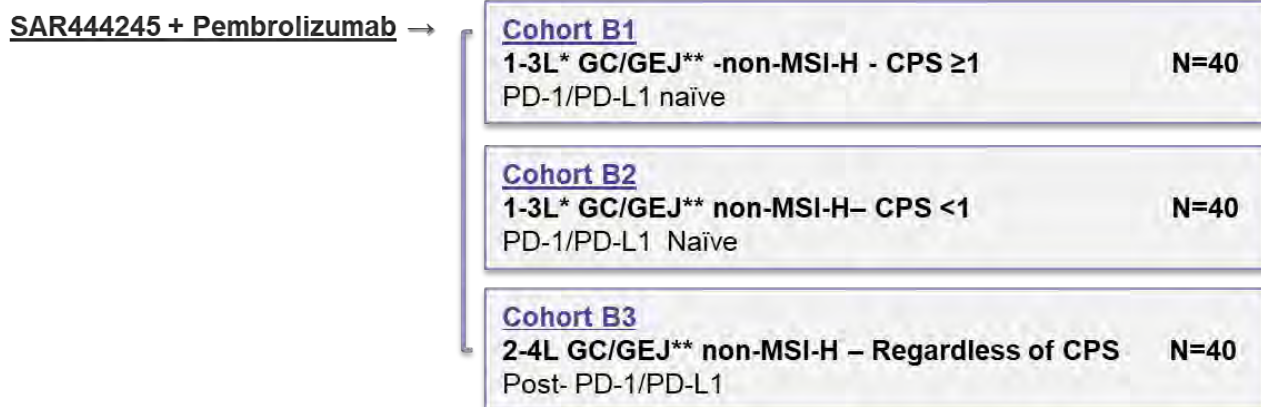 SAR444245 + Pembrolizumab →
Cohort B1
1-3L* GC/GEJ** -non-MSI-H - CPS ≥1 N=40
PD-1/PD-L1 naïve
Cohort B2
1-3L* GC/GEJ** non-MSI-H– CPS <1 N=40
PD-1/PD-L1 Naïve
Cohort B3
2-4L GC/GEJ** non-MSI-H – Regardless of CPS N=40
Post- PD-1/PD-L1